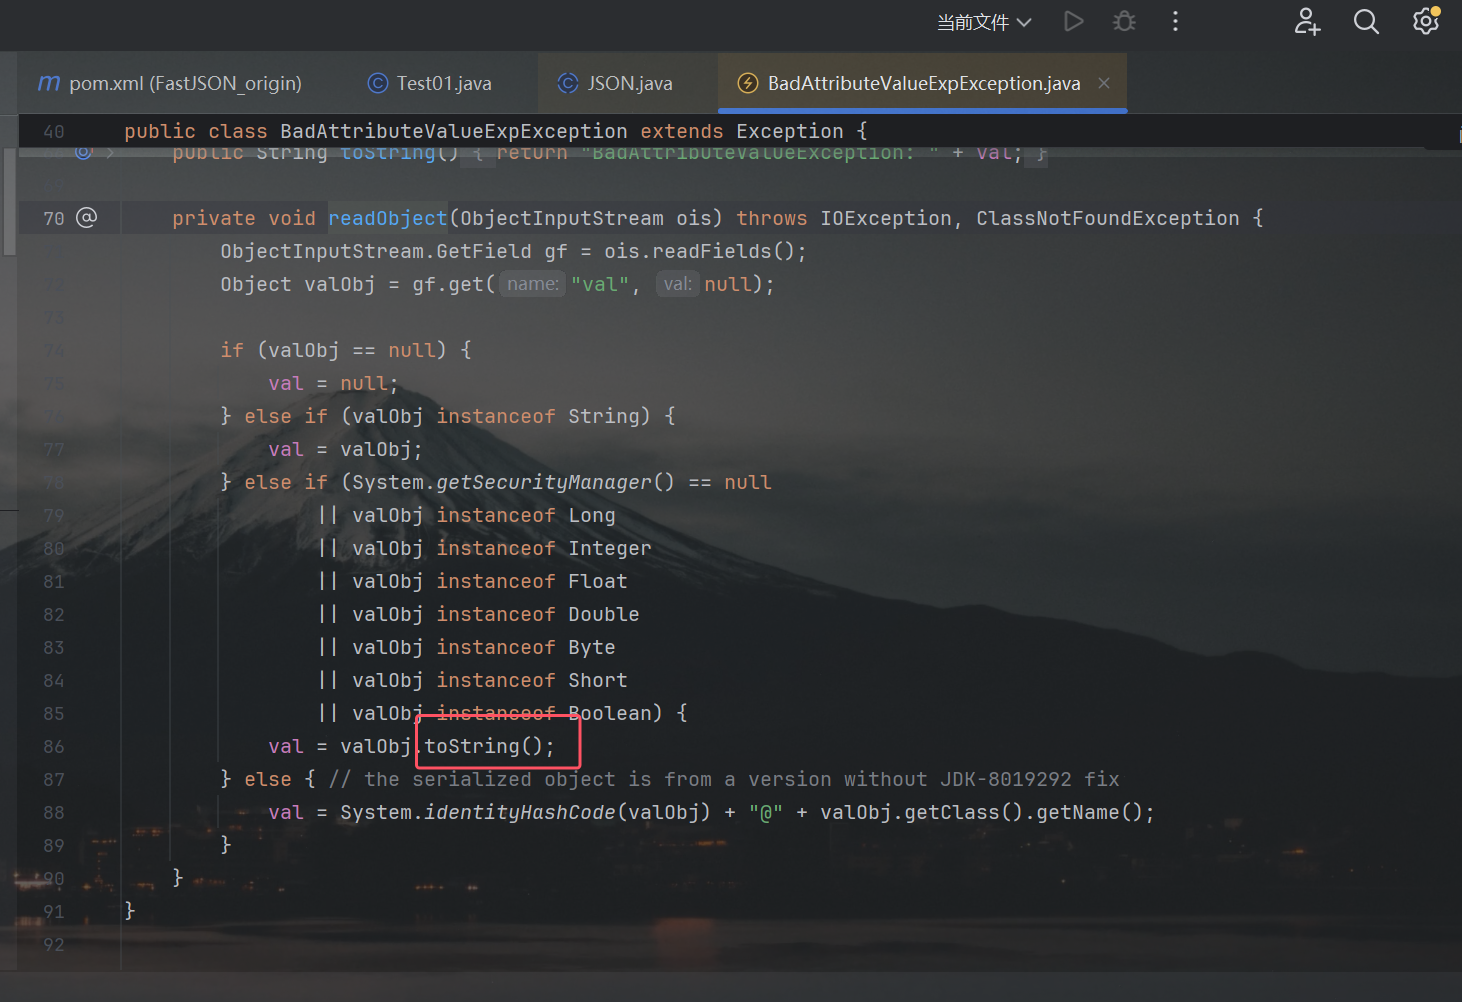 当前文件
pom.xml (FastJSON_origin) Test01.java JSON.java BadAttributeValueExpException.java
40 public class BadAttributeValueExpException extends Exception {
public String toString() { return "BadAttributeValueException: " + val; }
70 private void readObject(ObjectInputStream ois) throws IOException, ClassNotFoundException {
ObjectInputStream.GetField gf = ois.readFields();
Object valObj = gf.get( name: "val", val: null);
73
74 if (valObj == null) {
75 val = null;
76 } else if (valObj instanceof String) {
77 val = valObj;
78 } else if (System.getSecurityManager() == null
79 || valObj instanceof Long
80 || valObj instanceof Integer
81 || valObj instanceof Float
82 || valObj instanceof Double
83 || valObj instanceof Byte
84 || valObj instanceof Short
85 || valObj instanceof Boolean) {
86 val = valObj.toString();
87 } else { // the serialized object is from a version without JDK-8019292 fix
88 val = System.identityHashCode(valObj) + "@" + valObj.getClass().getName();
89 }
90 }
91 }
92